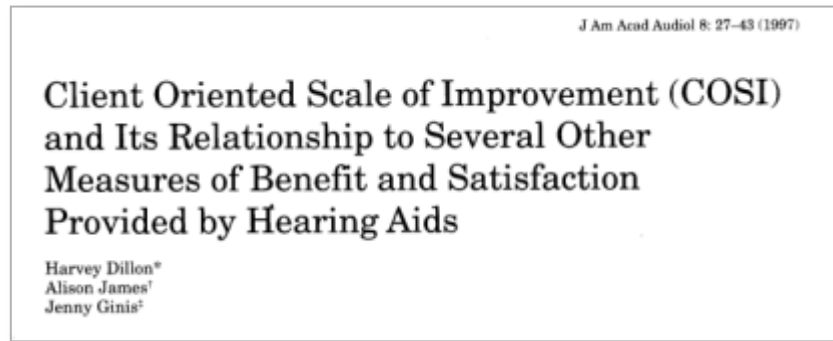 J Am Acad Audiol 8: 27–43 (1997)
Client Oriented Scale of Improvement (COSI)
and Its Relationship to Several Other
Measures of Benefit and Satisfaction
Provided by Hearing Aids
Harvey Dillon*
Alison James†
Jenny Ginis‡